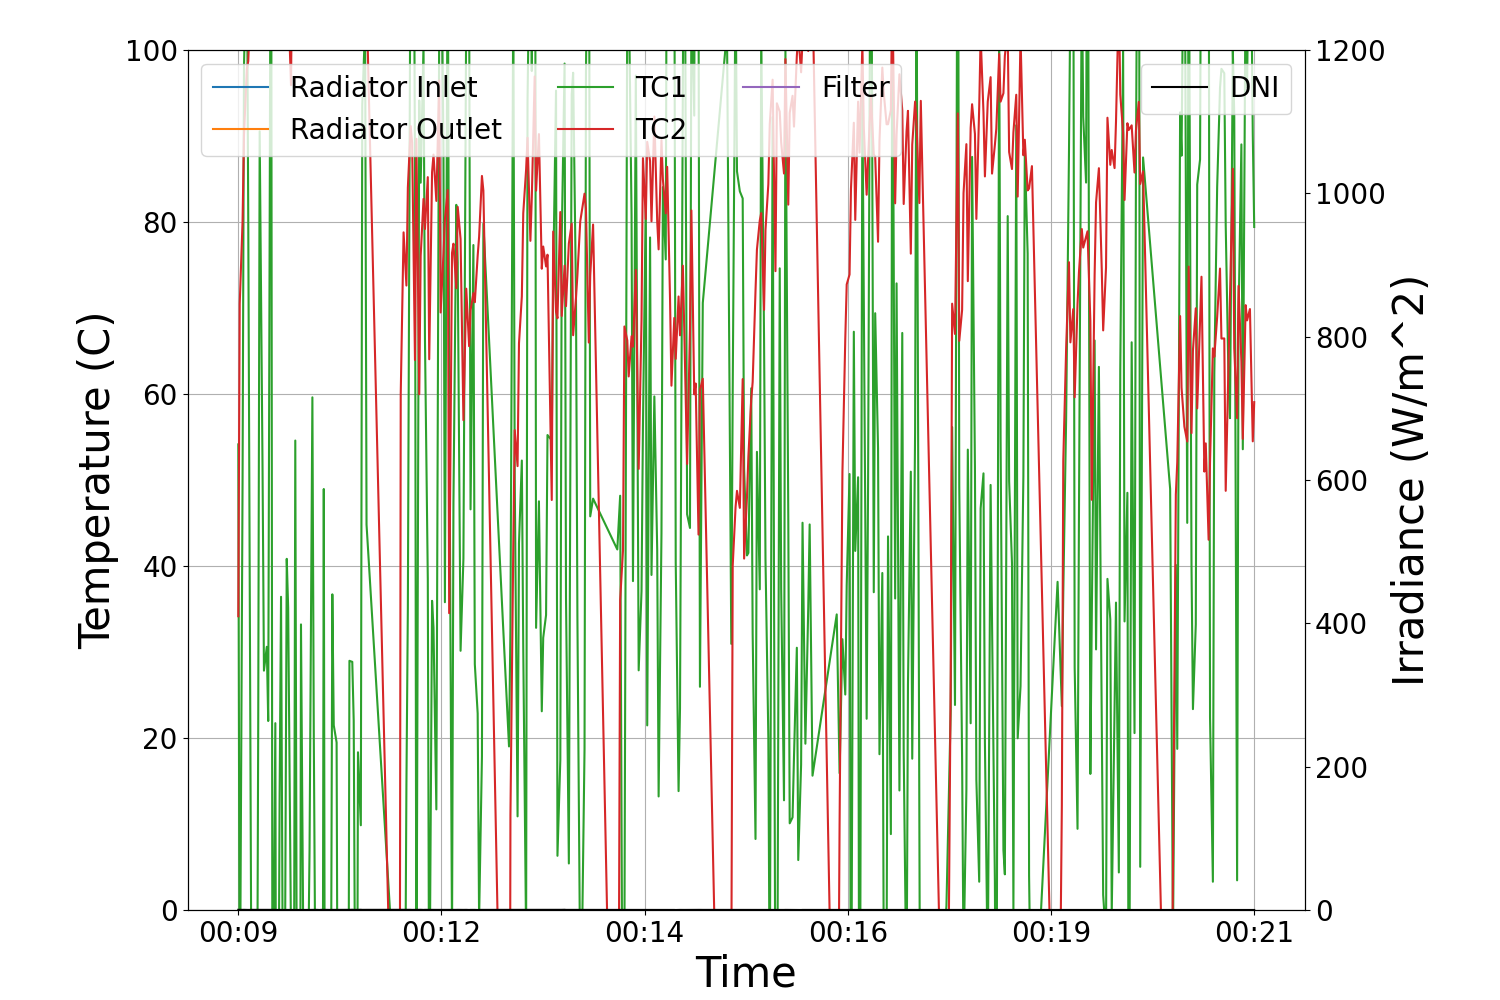 100
80
60
40
20
0
Temperature (C)
Radiator Inlet
Radiator Outlet
TC1
TC2
Filter
DNI
1200
1000
800
600
400
200
0
Irradiance (W/m^2)
00:09 00:12 00:14 00:16 00:19 00:21
Time